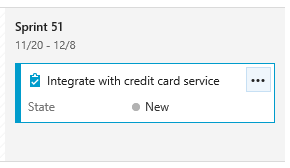 Sprint 51
11/20 - 12/8
Integrate with credit card service
State New